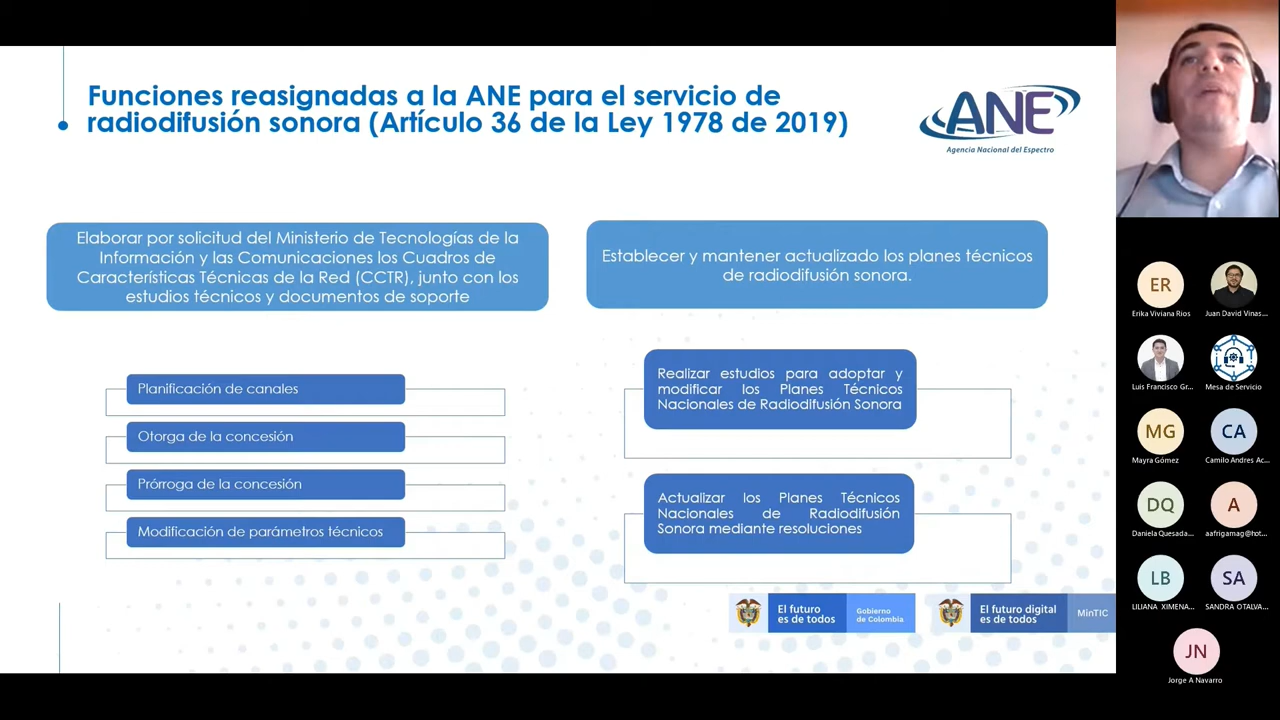 Funciones reasignadas a la ANE para el servicio de
radiodifusión sonora (Artículo 36 de la Ley 1978 de 2019)
ANE
Agencia Nacional del Espectro
Elaborar por solicitud del Ministerio de Tecnologías de la
Información y las Comunicaciones los Cuadros de
Características Técnicas de la Red (CCTR), junto con los
estudios técnicos y documentos de soporte
Establecer y mantener actualizado los planes técnicos
de radiodifusión sonora.
Planificación de canales
Otorga de la concesión
Prórroga de la concesión
Modificación de parámetros técnicos
Realizar estudios para adoptar y
modificar los Planes Técnicos
Nacionales de Radiodifusión Sonora
Actualizar los Planes Técnicos
Nacionales de Radiodifusión
Sonora mediante resoluciones
El futuro
es de todos
Gobierno
de Colombia
El futuro digital
es de todos
MinTIC
ER
Erika Viviana Rios
Juan David Vinas...
Luis Francisco Gr...
Mesa de Servicio
MG
Mayra Gómez
CA
Camilo Andres Ac...
DQ
Daniela Quesada...
A
aafrigamag@hot...
LB
LILIANA XIMENA...
SA
SANDRA OTALVA...
JN
Jorge A Navarro